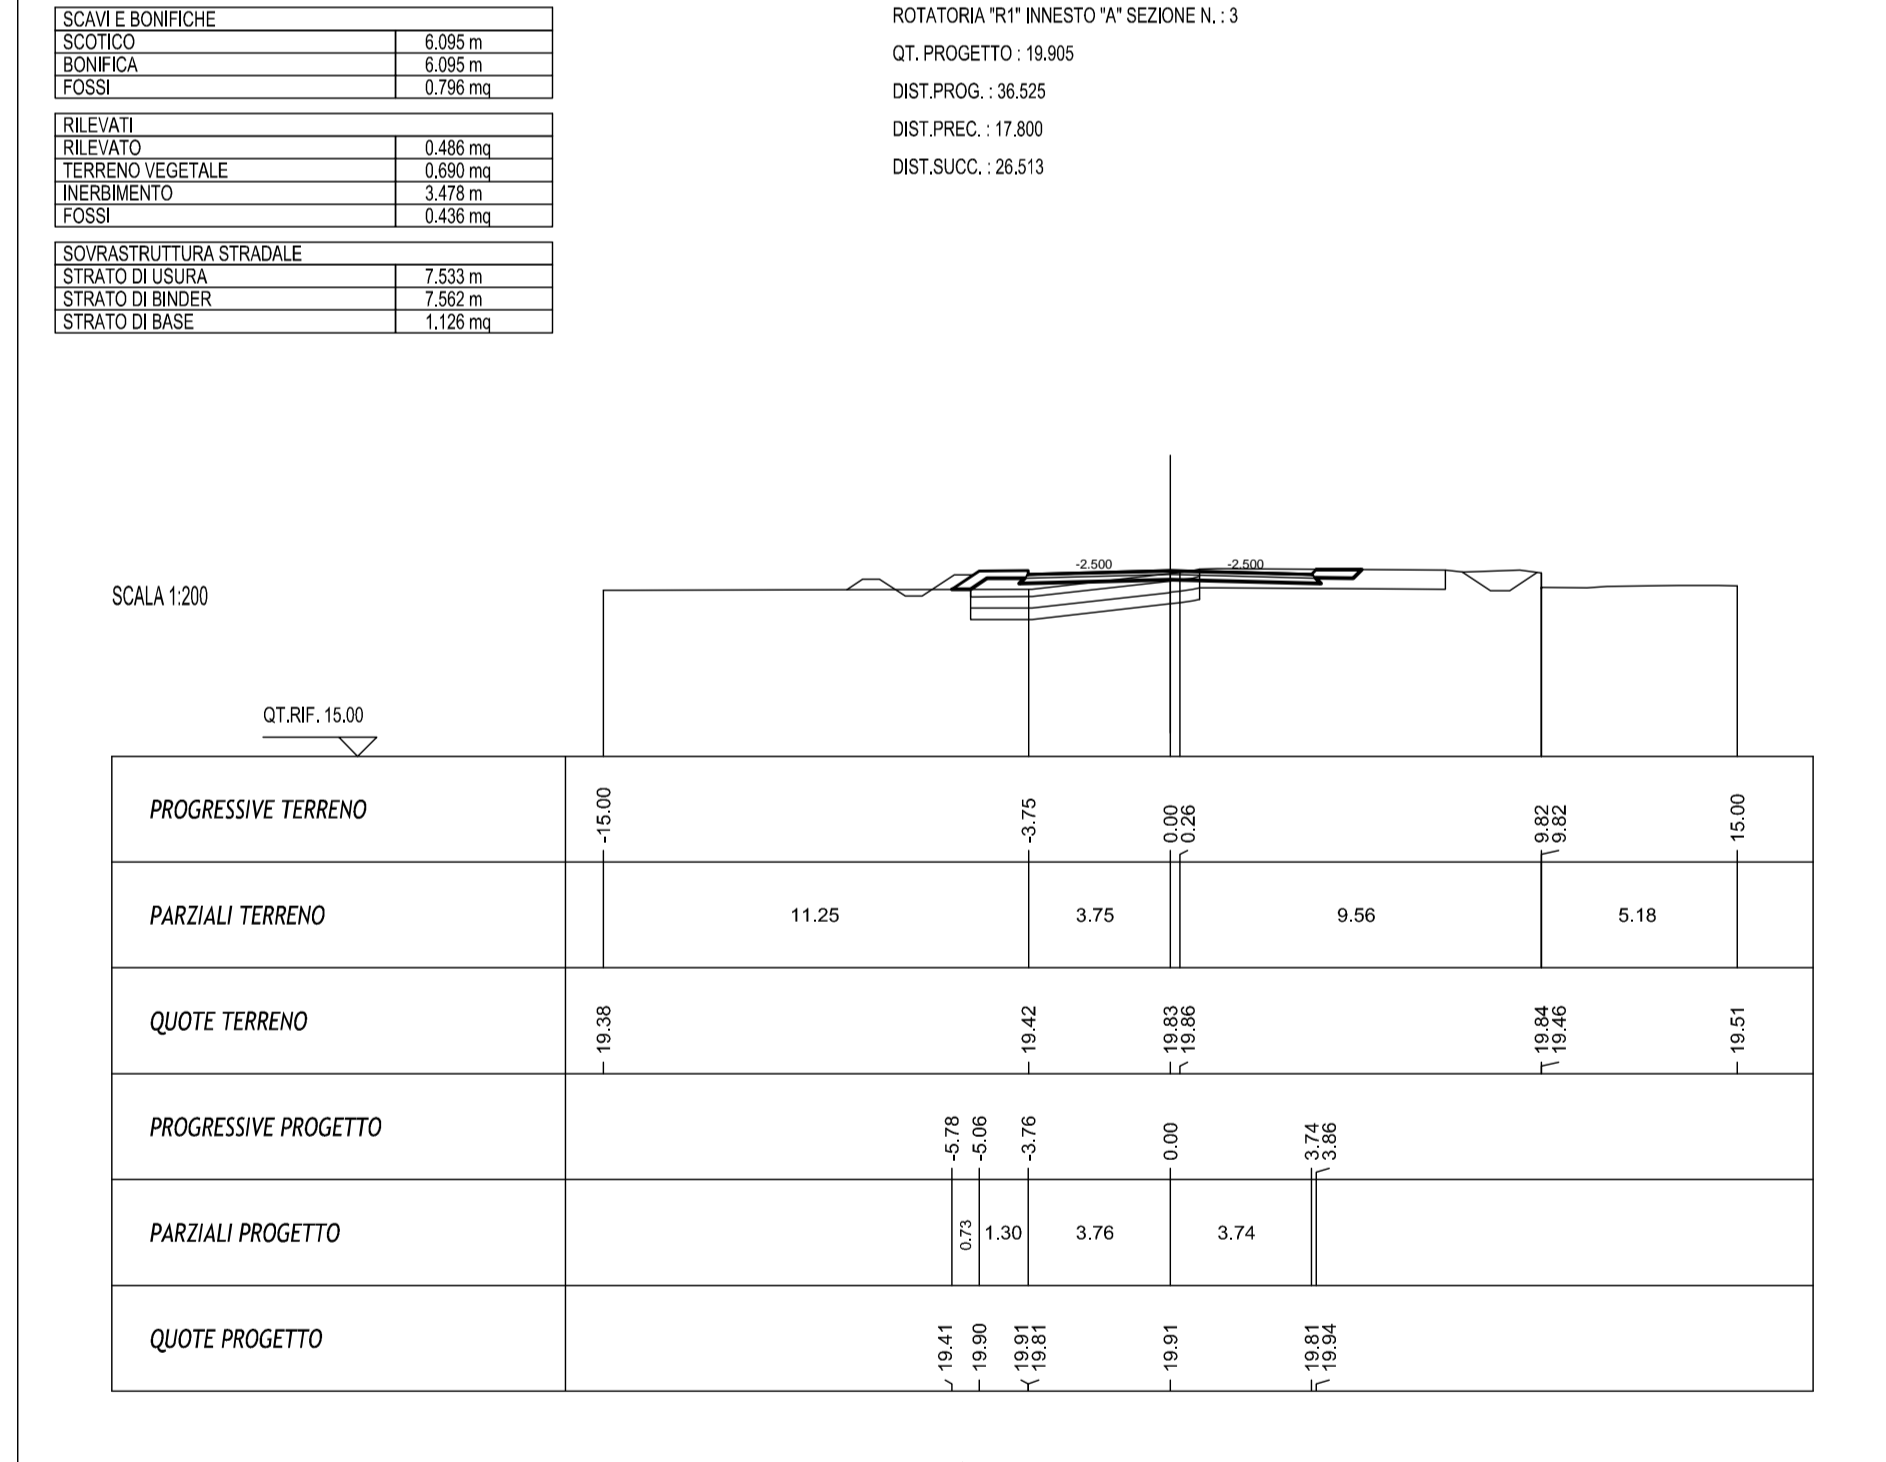 SCAVI E BONIFICHE
SCOTICO 6.095 m
BONIFICA 6.095 m
FOSSI 0.796 mq
RILEVATI
RILEVATO 0.486 mq
TERRENO VEGETALE 0.690 mq
INERBIMENTO 3.478 m
FOSSI 0.436 mq
SOVRASTRUTTURA STRADALE
STRATO DI USURA 7.533 m
STRATO DI BINDER 7.562 m
STRATO DI BASE 1.126 mq
ROTATORIA "R1" INNESTO "A" SEZIONE N. : 3
QT. PROGETTO : 19.905
DIST.PROG. : 36.525
DIST.PREC. : 17.800
DIST.SUCC. : 26.513
-2.500 -2.500
SCALA 1:200
QT.RIF. 15.00
PROGRESSIVE TERRENO -15.00 -3.75 0.00 0.26 9.82 9.82 15.00
PARZIALI TERRENO 11.25 3.75 9.56 5.18
QUOTE TERRENO 19.38 19.42 19.83 19.86 19.84 19.46 19.51
PROGRESSIVE PROGETTO -5.78 -5.06 -3.76 0.00 3.74 3.86
PARZIALI PROGETTO 0.73 1.30 3.76 3.74
QUOTE PROGETTO 19.41 19.90 19.91 19.81 19.91 19.81 19.94